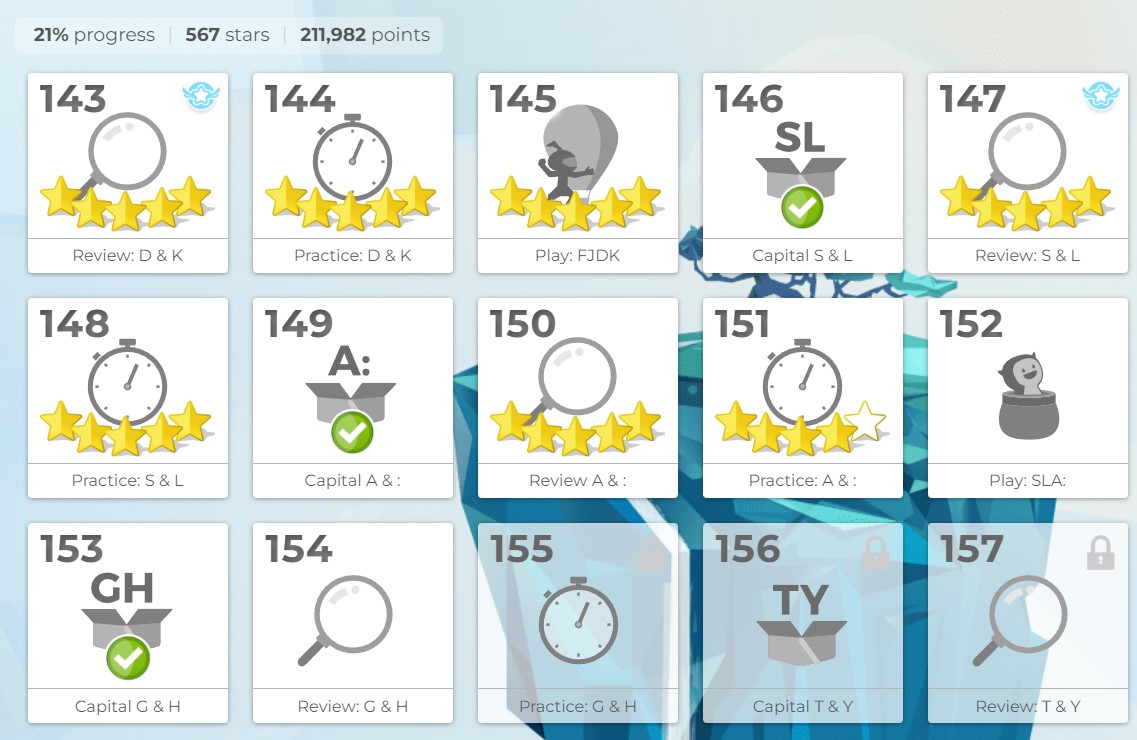 21% progress | 567 stars | 211,982 points
143
144
145
146
SL
147
Review: D & K
Practice: D & K
Play: FJDK
Capital S & L
Review: S & L
148
149
A:
150
151
152
Practice: S & L
Capital A & :
Review A & :
Practice: A & :
Play: SLA:
153
GH
154
155
156
TY
157
Capital G & H
Review: G & H
Practice: G & H
Capital T & Y
Review: T & Y